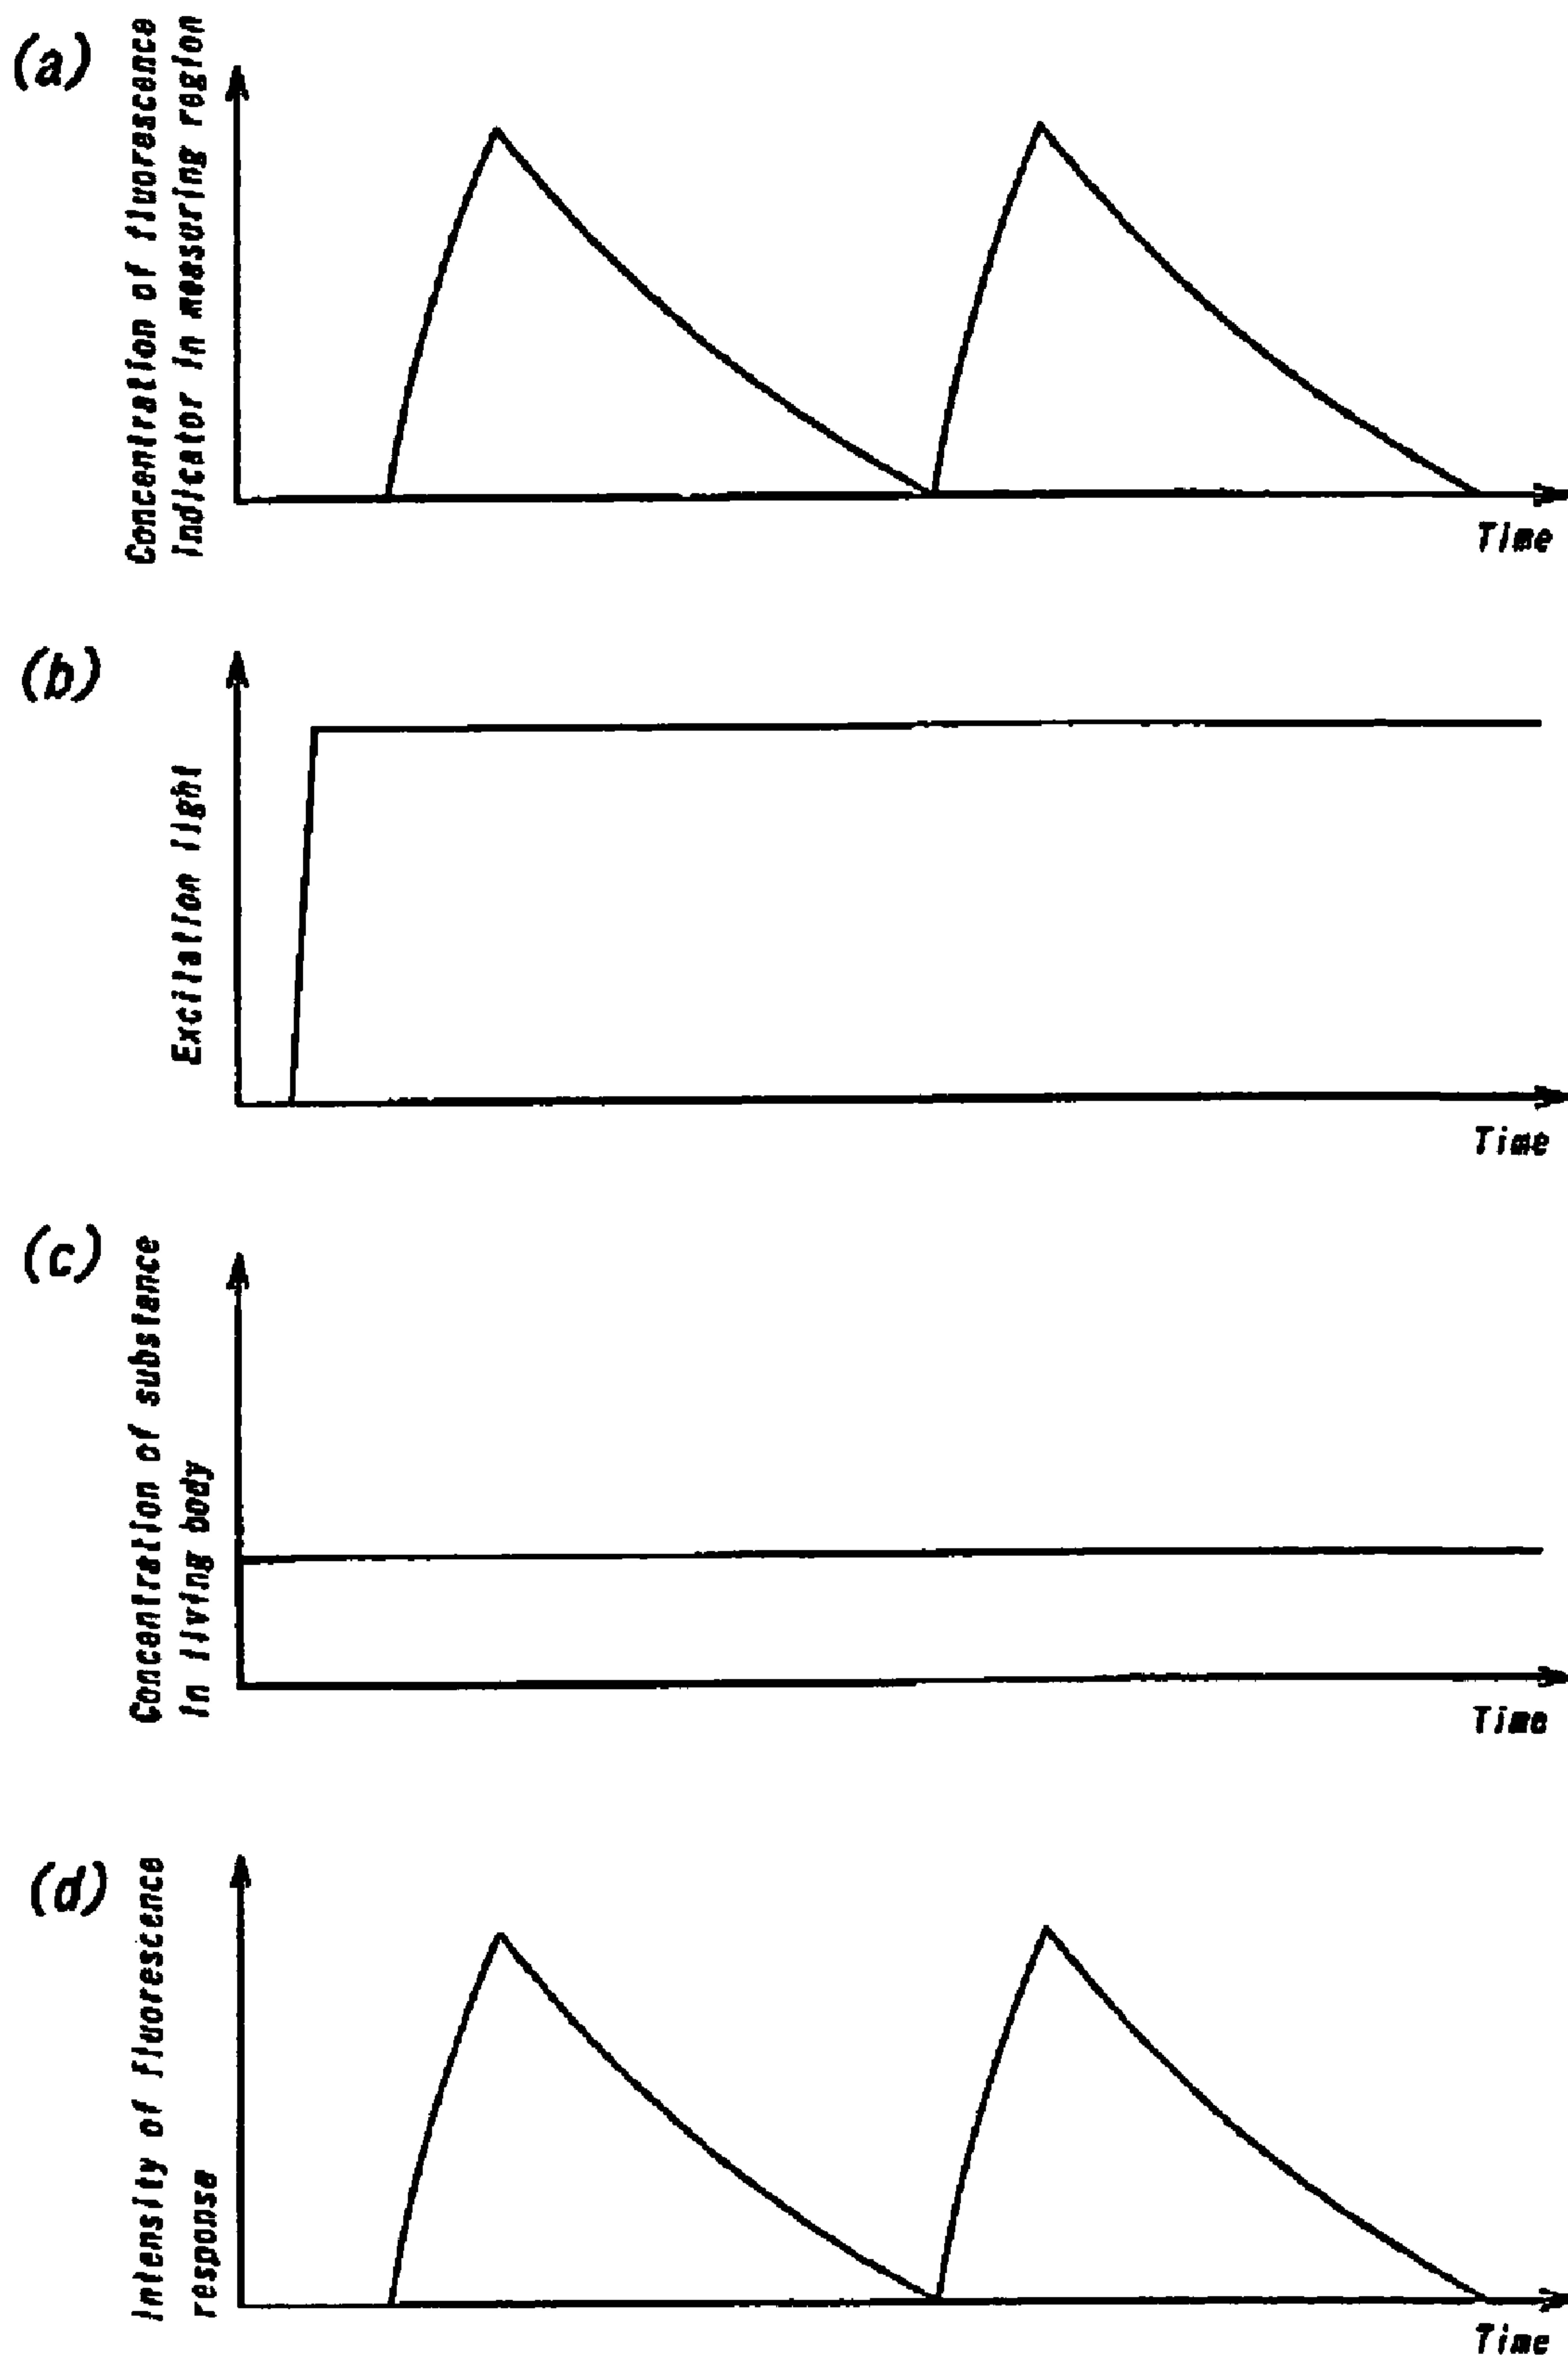 (a)
Concentration of fluorescence
indicator in measuring region
Time
(b)
Excitation light
Time
(c)
Concentration of substance
in living body
Time
(d)
Intensity of fluorescence
response
Time